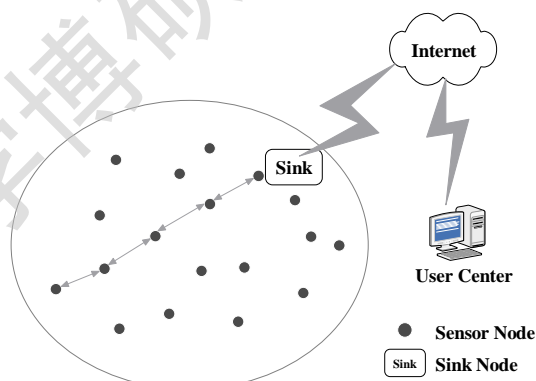 Internet
Sink
User Center
Sensor Node
Sink Sink Node